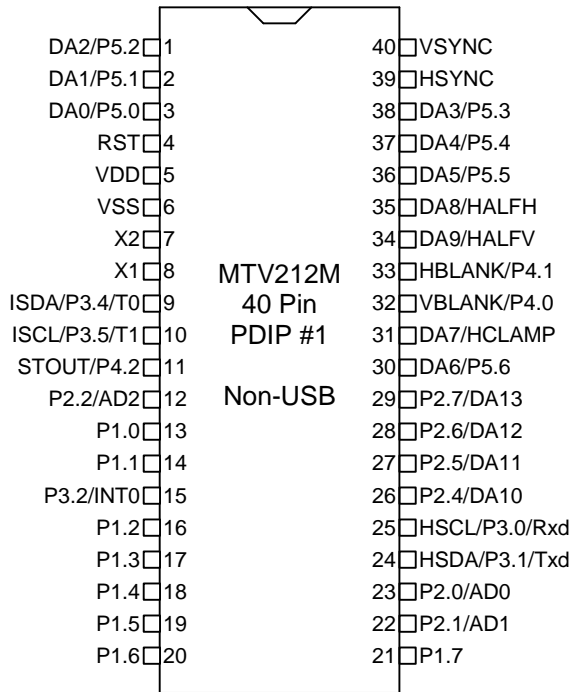 DA2/P5.2 1 40 VSYNC
DA1/P5.1 2 39 HSYNC
DA0/P5.0 3 38 DA3/P5.3
RST 4 37 DA4/P5.4
VDD 5 36 DA5/P5.5
VSS 6 35 DA8/HALFH
X2 7 34 DA9/HALFV
X1 8 MTV212M 33 HBLANK/P4.1
ISDA/P3.4/T0 9 40 Pin 32 VBLANK/P4.0
ISCL/P3.5/T1 10 PDIP #1 31 DA7/HCLAMP
STOUT/P4.2 11 30 DA6/P5.6
P2.2/AD2 12 Non-USB 29 P2.7/DA13
P1.0 13 28 P2.6/DA12
P1.1 14 27 P2.5/DA11
P3.2/INT0 15 26 P2.4/DA10
P1.2 16 25 HSCL/P3.0/Rxd
P1.3 17 24 HSDA/P3.1/Txd
P1.4 18 23 P2.0/AD0
P1.5 19 22 P2.1/AD1
P1.6 20 21 P1.7